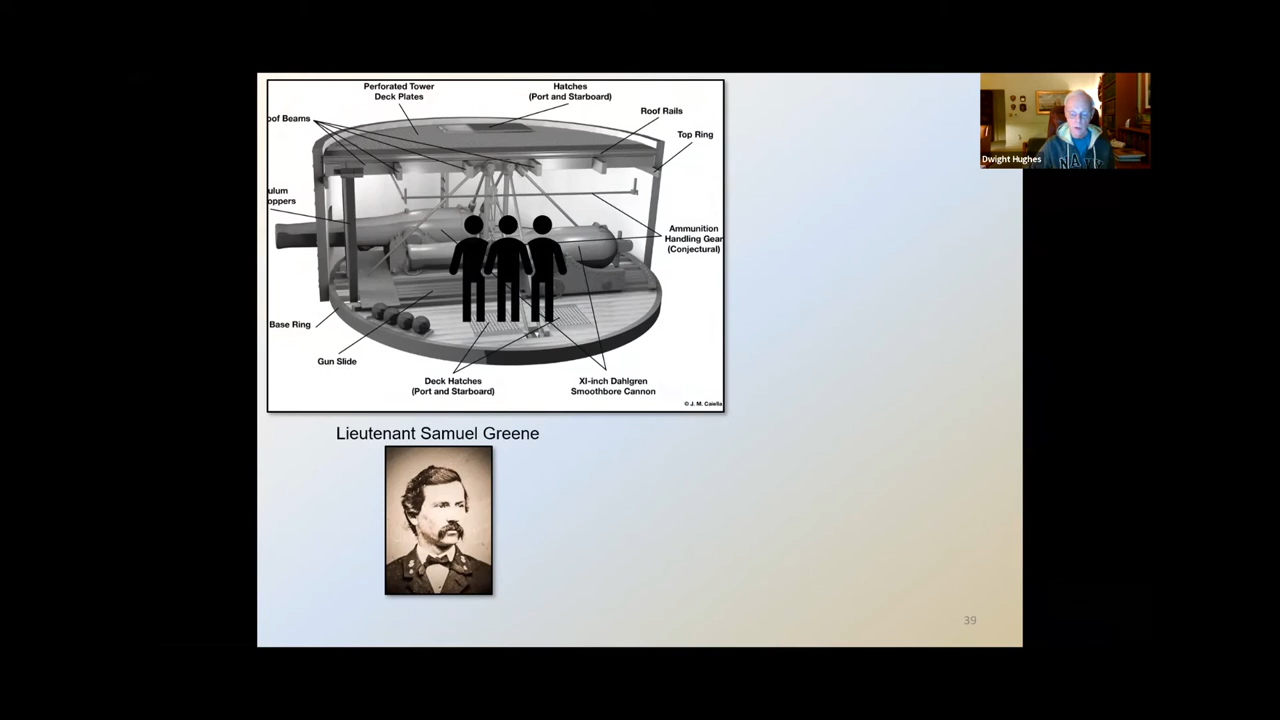 Perforated Tower
Deck Plates
Hatches
(Port and Starboard)
Roof Rails
of Beams
Top Ring
ulum
oppers
Ammunition
Handling Gear
(Conjectural)
Base Ring
Gun Slide
Deck Hatches
(Port and Starboard)
XI-inch Dahlgren
Smoothbore Cannon
© J. M. Caiella
Lieutenant Samuel Greene
39
Dwight Hughes
NAVY